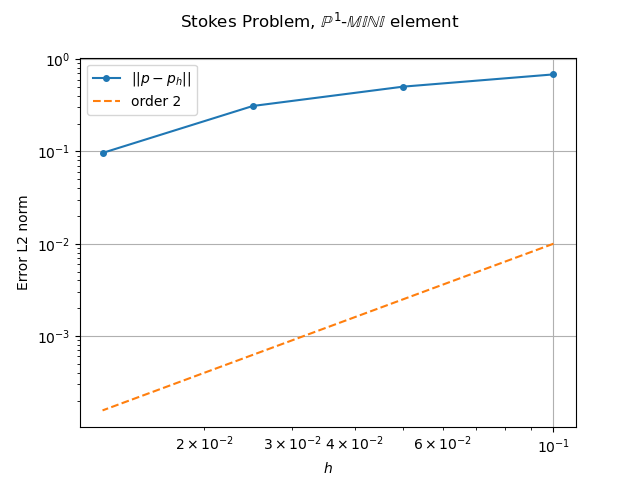 Stokes Problem, ℙ¹-𝕄𝕀ℕ𝕀 element
||p − pₕ||
order 2
10⁰
10⁻¹
10⁻²
10⁻³
Error L2 norm
2 × 10⁻² 3 × 10⁻² 4 × 10⁻² 6 × 10⁻² 10⁻¹
h